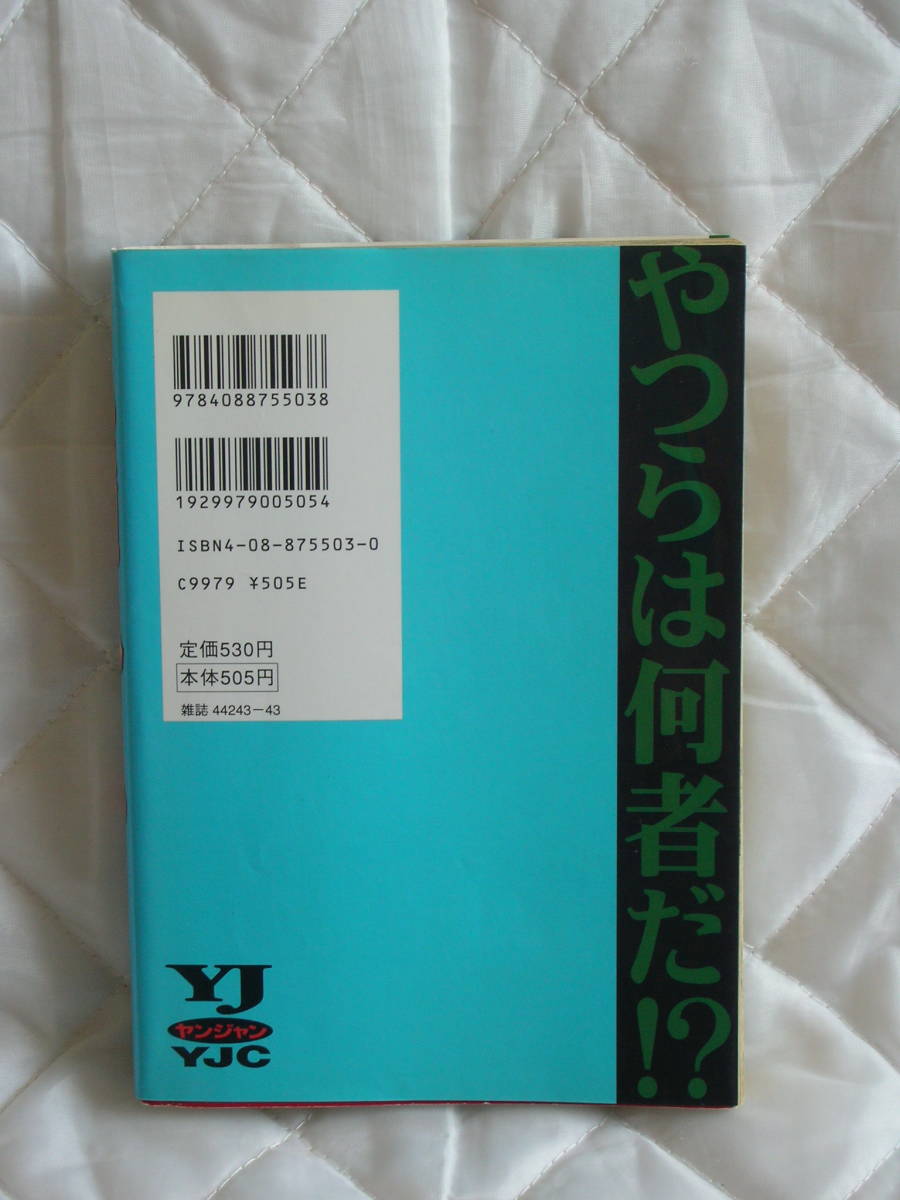 やつらは何者だ!?
9784088755038
1929979005054
ISBN4-08-875503-0
C9979 ¥505E
定価530円
本体505円
雑誌 44243-43
YJ
ヤンジャン
YJC